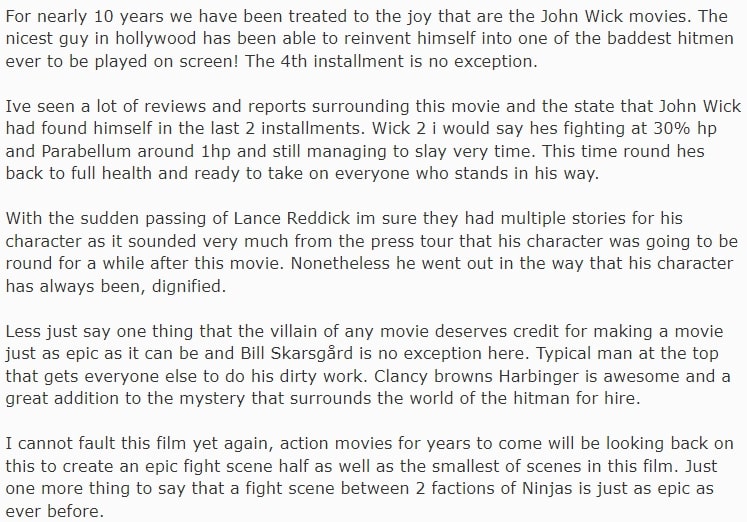 For nearly 10 years we have been treated to the joy that are the John Wick movies. The
nicest guy in hollywood has been able to reinvent himself into one of the baddest hitmen
ever to be played on screen! The 4th installment is no exception.
Ive seen a lot of reviews and reports surrounding this movie and the state that John Wick
had found himself in the last 2 installments. Wick 2 i would say hes fighting at 30% hp
and Parabellum around 1hp and still managing to slay very time. This time round hes
back to full health and ready to take on everyone who stands in his way.
With the sudden passing of Lance Reddick im sure they had multiple stories for his
character as it sounded very much from the press tour that his character was going to be
round for a while after this movie. Nonetheless he went out in the way that his character
has always been, dignified.
Less just say one thing that the villain of any movie deserves credit for making a movie
just as epic as it can be and Bill Skarsgård is no exception here. Typical man at the top
that gets everyone else to do his dirty work. Clancy browns Harbinger is awesome and a
great addition to the mystery that surrounds the world of the hitman for hire.
I cannot fault this film yet again, action movies for years to come will be looking back on
this to create an epic fight scene half as well as the smallest of scenes in this film. Just
one more thing to say that a fight scene between 2 factions of Ninjas is just as epic as
ever before.